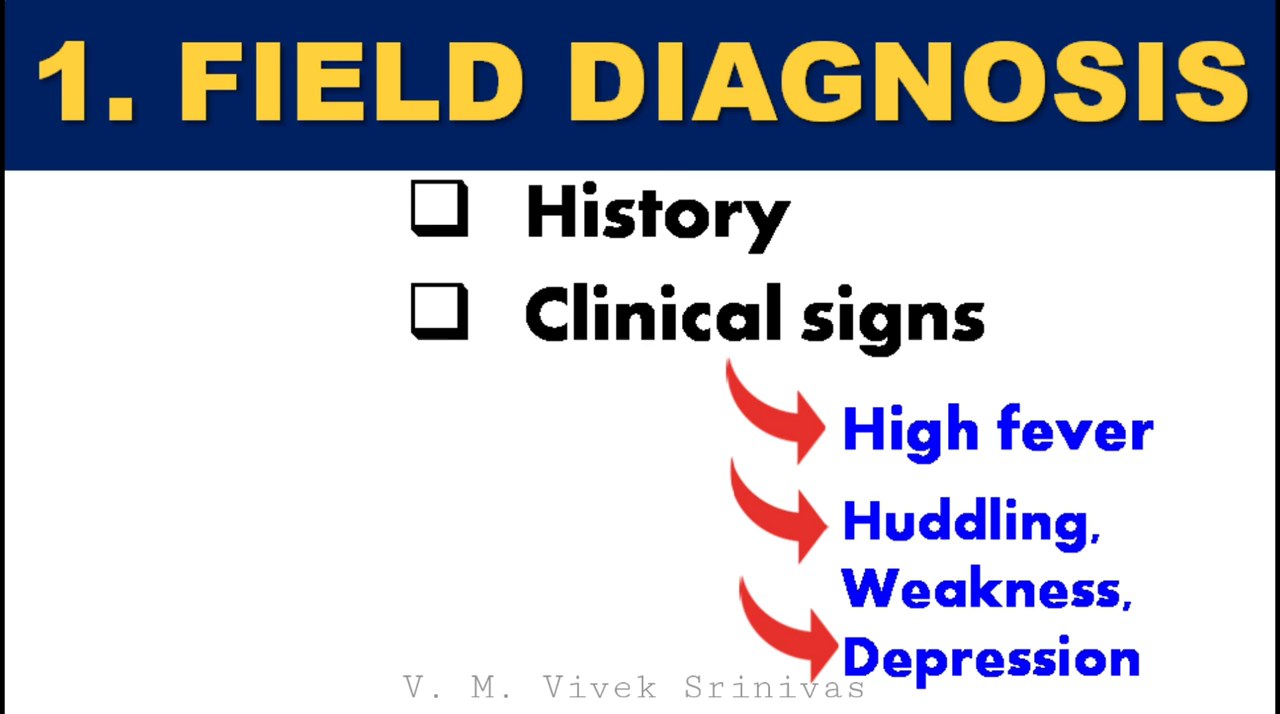 1. FIELD DIAGNOSIS
History
Clinical signs
High fever
Huddling,
Weakness,
Depression
V. M. Vivek Srinivas